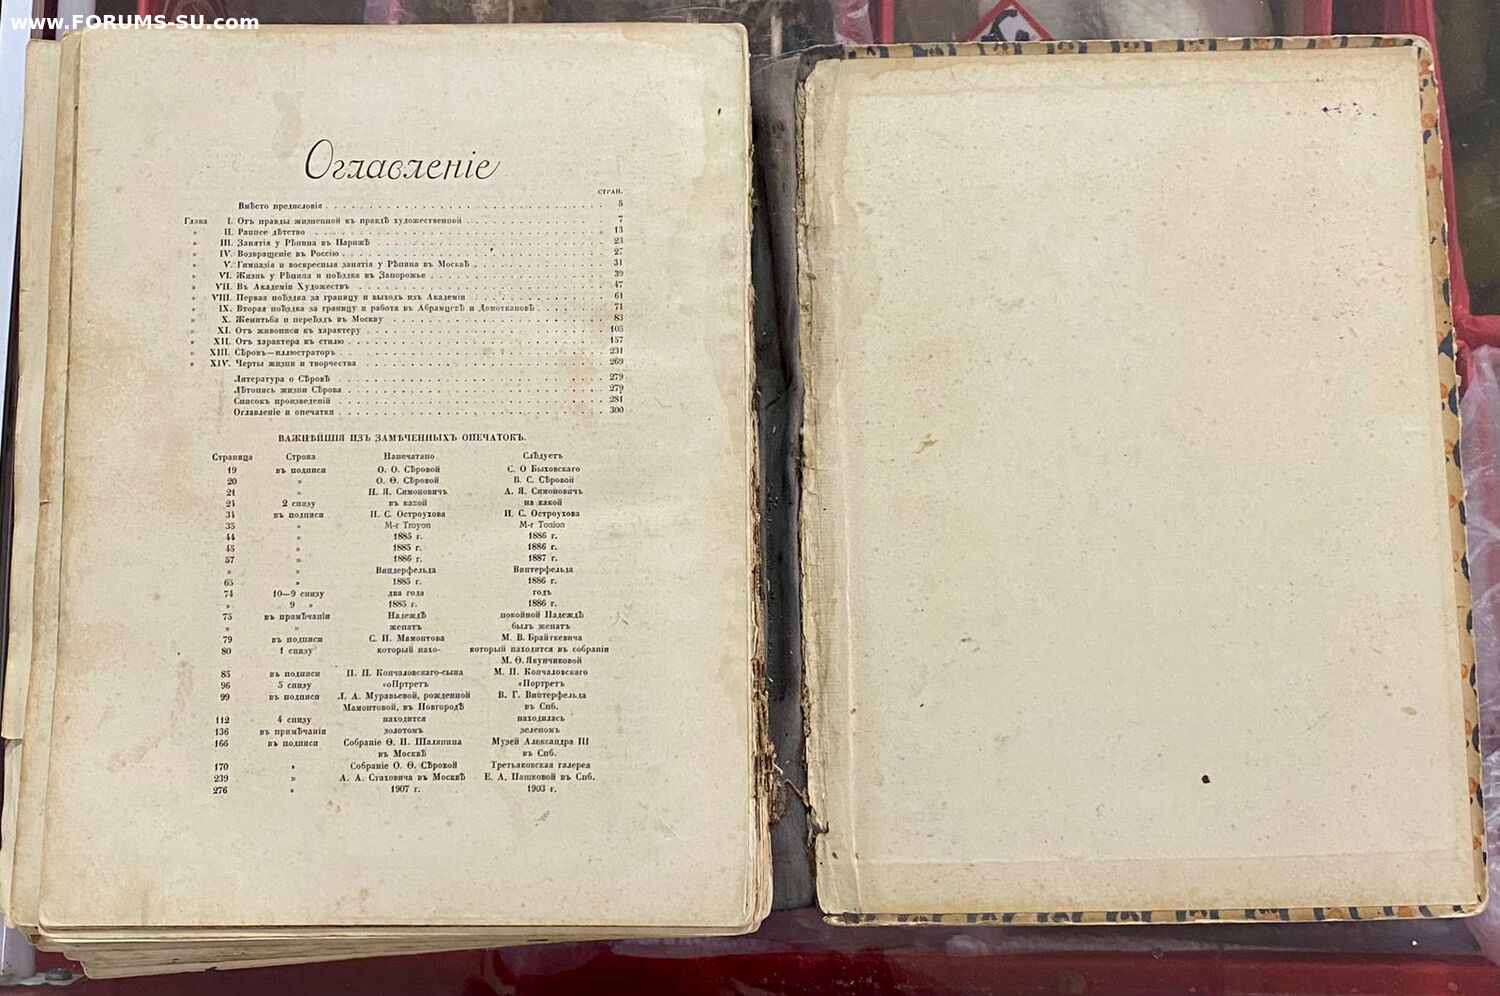 www.FORUMS-SU.com
Оглавленіе
СТРАН.
Вмѣсто предисловія 5
Глава I. Отъ правды жизненной къ правдѣ художественной 7
» II. Раннее дѣтство 13
» III. Занятія у Рѣпина въ Парижѣ 23
» IV. Возвращеніе въ Россію 27
» V. Гимназія и воскресныя занятія у Рѣпина въ Москвѣ 31
» VI. Жизнь у Рѣпина и поѣздка въ Запорожье 39
» VII. Въ Академіи Художествъ 47
» VIII. Первая поѣздка за границу и выходъ изъ Академіи 61
» IX. Вторая поѣздка за границу и работа въ Абрамцевѣ и Домоткановѣ 71
» X. Женитьба и переѣздъ въ Москву 83
» XI. Отъ живописи къ характеру 105
» XII. Отъ характера къ стилю 157
» XIII. Сѣровъ—иллюстраторъ 231
» XIV. Черты жизни и творчества 269
Литература о Сѣровѣ 279
Лѣтопись жизни Сѣрова 279
Списокъ произведеній 281
Оглавленіе и опечатки 300
ВАЖНѢЙШІЯ ИЗЪ ЗАМѢЧЕННЫХЪ ОПЕЧАТОКЪ.
Страница Строка Напечатано Слѣдуетъ
19 въ подписи О. Ѳ. Сѣровой С. О Быховскаго
20 » О. Ѳ. Сѣровой В. С. Сѣровой
21 » Н. Я. Симоновичъ А. Я. Симоновичъ
24 2 снизу въ какой на какой
34 въ подписи П. С. Остроухова И. С. Остроухова
35 » M-r Troyon M-r Tonion
44 » 1885 г. 1886 г.
45 » 1885 г. 1886 г.
57 » 1886 г. 1887 г.
» » Виндерфельда Винтерфельда
65 » 1885 г. 1886 г.
74 10—9 снизу два года годъ
» 9 » 1885 г. 1886 г.
75 въ примѣчаніи Надеждѣ покойной Надеждѣ
» » женатъ былъ женатъ
79 въ подписи С. И. Мамонтова М. В. Брайткевича
80 1 снизу который нахо- который находится въ собраніи
М. Ѳ. Якунчиковой
85 въ подписи П. П. Кончаловскаго-сына М. П. Кончаловскаго
96 5 снизу «оПртретъ «Портретъ
99 въ подписи Л. А. Муравьевой, рожденной В. Г. Винтерфельда
Мамонтовой, въ Новгородѣ въ Спб.
112 4 снизу находится находилась
136 въ примѣчаніи золотомъ зеленомъ
166 въ подписи Собраніе Ѳ. И. Шаляпина Музей Александра III
въ Москвѣ въ Спб.
170 » Собраніе О. Ѳ. Сѣровой Третьяковская галерея
239 » А. А. Стаховича въ Москвѣ Е. А. Пашковой въ Спб.
276 » 1907 г. 1903 г.